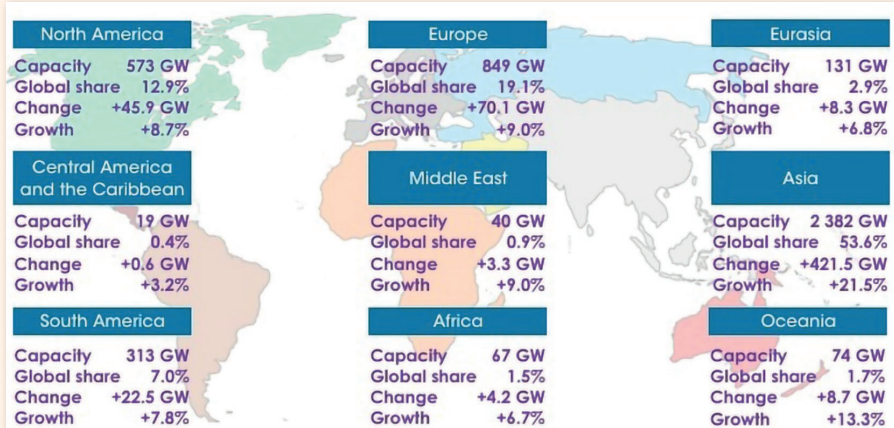 North America
Capacity 573 GW
Global share 12.9%
Change +45.9 GW
Growth +8.7%
Europe
Capacity 849 GW
Global share 19.1%
Change +70.1 GW
Growth +9.0%
Eurasia
Capacity 131 GW
Global share 2.9%
Change +8.3 GW
Growth +6.8%
Central America
and the Caribbean
Capacity 19 GW
Global share 0.4%
Change +0.6 GW
Growth +3.2%
Middle East
Capacity 40 GW
Global share 0.9%
Change +3.3 GW
Growth +9.0%
Asia
Capacity 2 382 GW
Global share 53.6%
Change +421.5 GW
Growth +21.5%
South America
Capacity 313 GW
Global share 7.0%
Change +22.5 GW
Growth +7.8%
Africa
Capacity 67 GW
Global share 1.5%
Change +4.2 GW
Growth +6.7%
Oceania
Capacity 74 GW
Global share 1.7%
Change +8.7 GW
Growth +13.3%